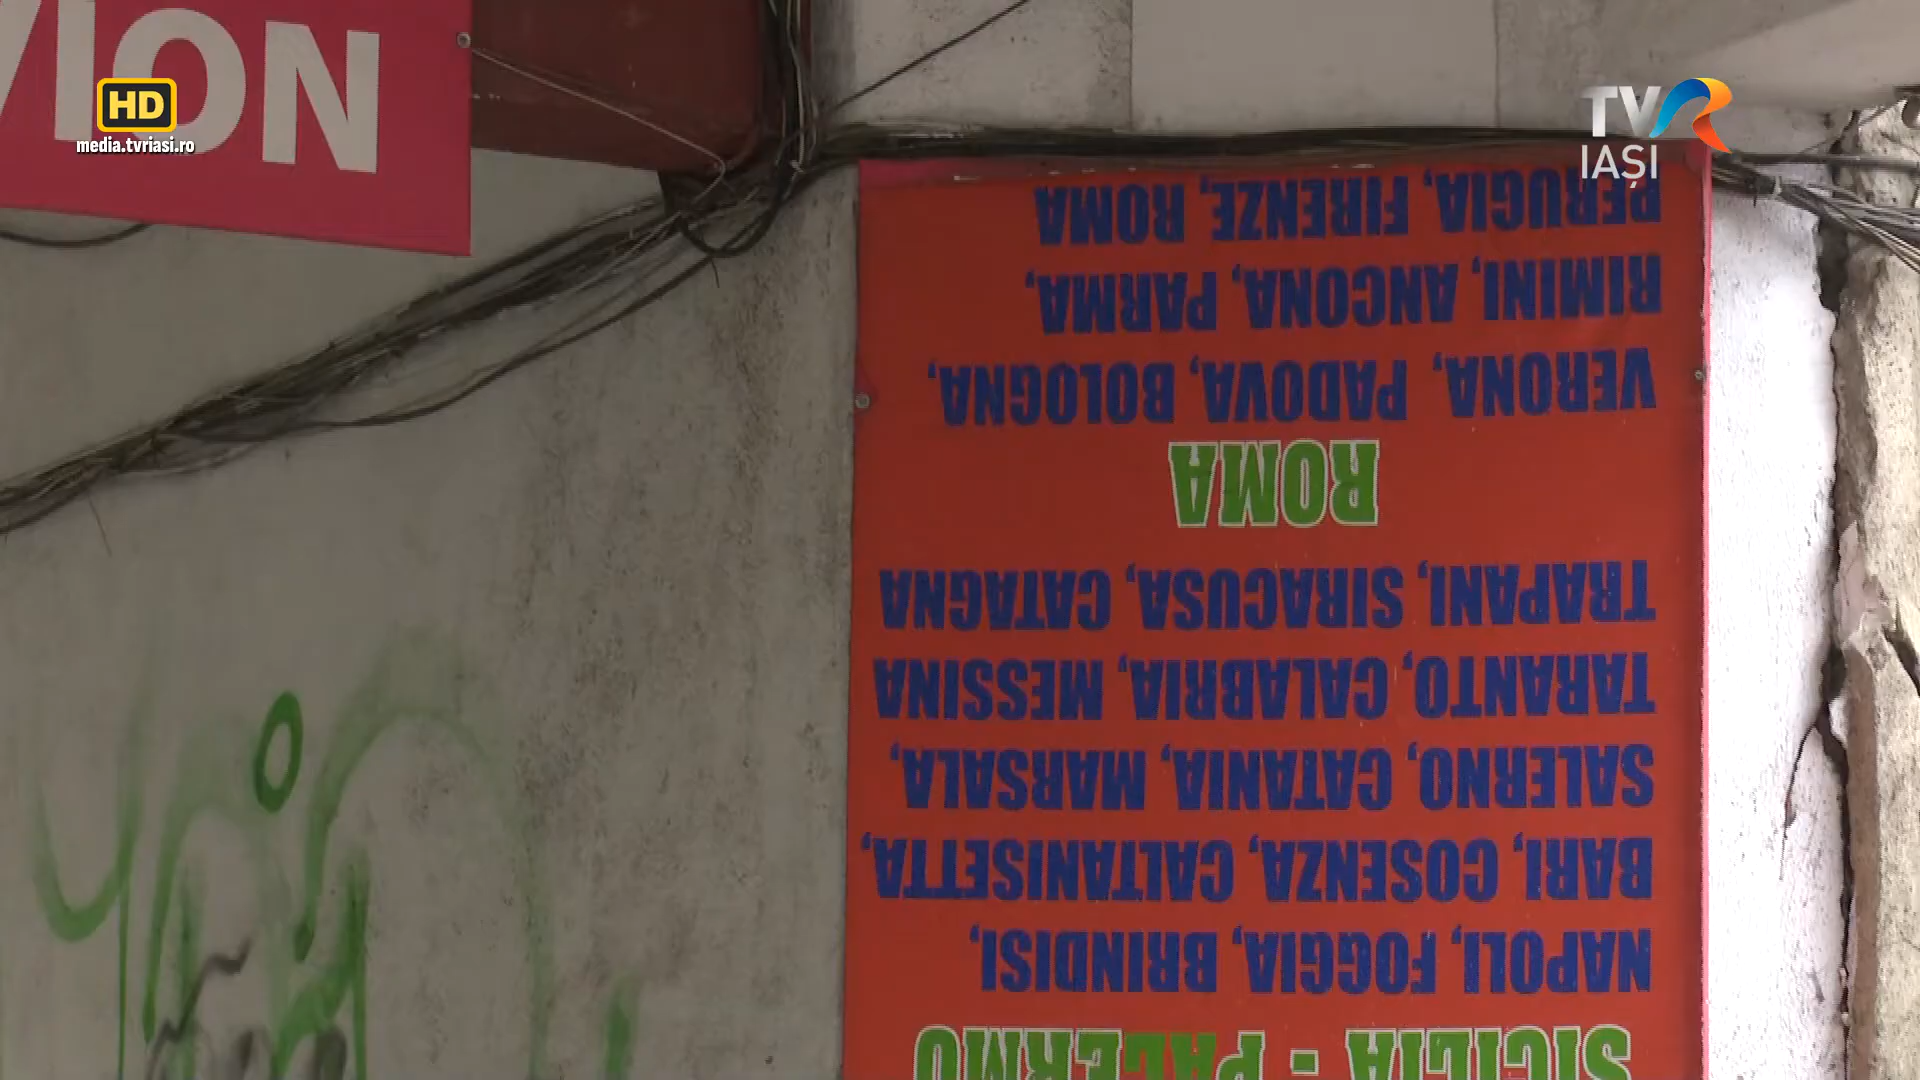 VION
HD
media.tvriasi.ro
TVR
IAȘI
SICILIA - PALERMO
NAPOLI, FOGGIA, BRINDISI,
BARI, COSENZA, CALTANISETTA,
SALERNO, CATANIA, MARSALA,
TARANTO, CALABRIA, MESSINA
TRAPANI, SIRACUSA, CATAGNA
ROMA
VERONA, PADOVA, BOLOGNA,
RIMINI, ANCONA, PARMA,
PERUGIA, FIRENZE, ROMA